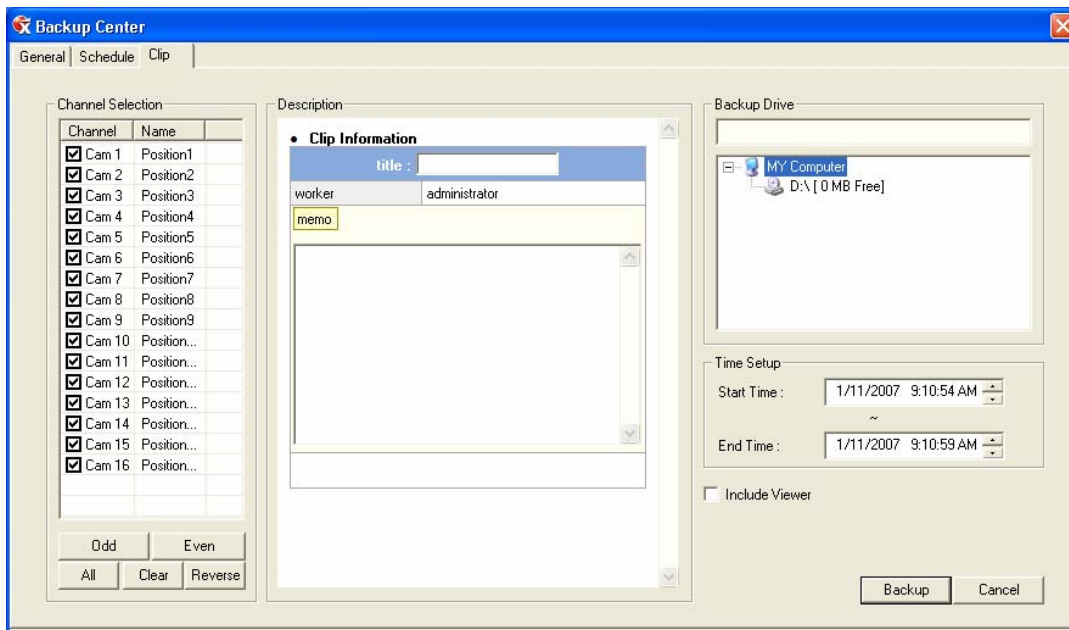 Backup Center
General Schedule Clip
Channel Selection
Channel Name
Cam 1 Position1
Cam 2 Position2
Cam 3 Position3
Cam 4 Position4
Cam 5 Position5
Cam 6 Position6
Cam 7 Position7
Cam 8 Position8
Cam 9 Position9
Cam 10 Position...
Cam 11 Position...
Cam 12 Position...
Cam 13 Position...
Cam 14 Position...
Cam 15 Position...
Cam 16 Position...
Odd Even
All Clear Reverse
Description
• Clip Information
title :
worker administrator
memo
Backup Drive
MY Computer
D:\ [ 0 MB Free]
Time Setup
Start Time : 1/11/2007 9:10:54 AM
~
End Time : 1/11/2007 9:10:59 AM
Include Viewer
Backup Cancel